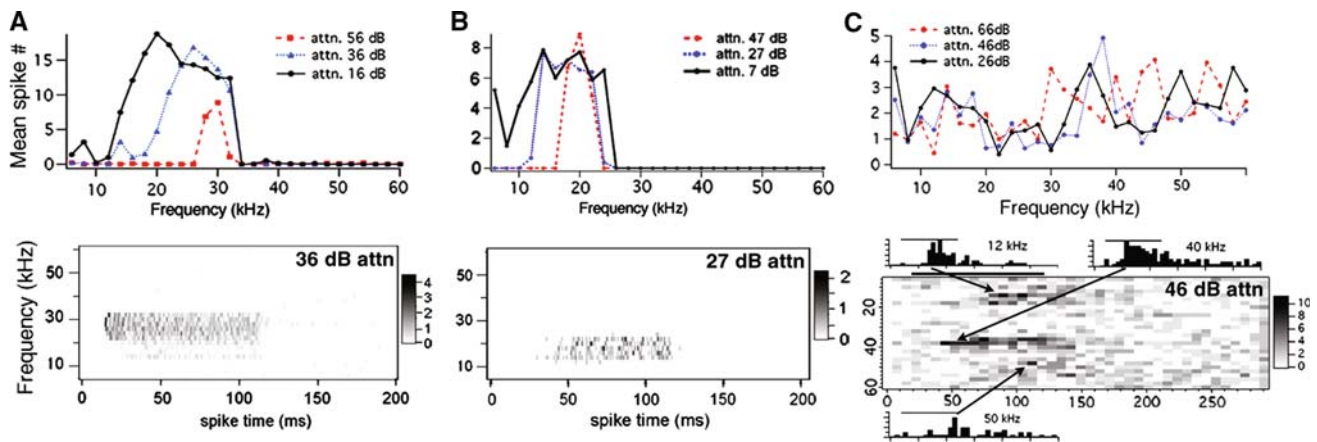 A
Mean spike #
15
10
5
0
attn. 56 dB
attn. 36 dB
attn. 16 dB
10 20 30 40 50 60
Frequency (kHz)
B
8
6
4
2
0
attn. 47 dB
attn. 27 dB
attn. 7 dB
10 20 30 40 50 60
Frequency (kHz)
C
5
4
3
2
1
0
attn. 66dB
attn. 46dB
attn. 26dB
10 20 30 40 50
Frequency (kHz)
Frequency (kHz)
50
30
10
36 dB attn
4
3
2
1
0
0 50 100 150 200
spike time (ms)
50
30
10
27 dB attn
2
1
0
0 50 100 150 200
spike time (ms)
12 kHz
40 kHz
46 dB attn
20
40
60
10
8
6
4
2
0
0 50 100 150 200 250
50 kHz